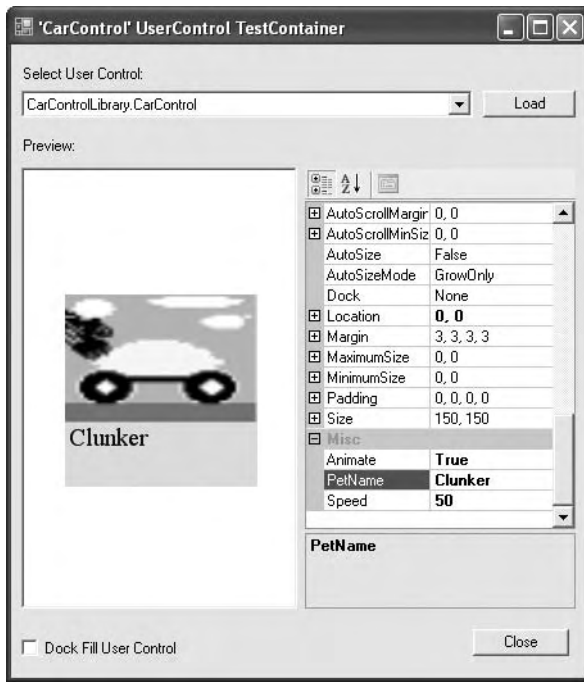 'CarControl' UserControl TestContainer
Select User Control:
CarControlLibrary.CarControl
Load
Preview:
AutoScrollMargin 0, 0
AutoScrollMinSiz 0, 0
AutoSize False
AutoSizeMode GrowOnly
Dock None
Location 0, 0
Margin 3, 3, 3, 3
MaximumSize 0, 0
MinimumSize 0, 0
Padding 0, 0, 0, 0
Size 150, 150
Misc
Animate True
PetName Clunker
Speed 50
Clunker
PetName
Dock Fill User Control
Close